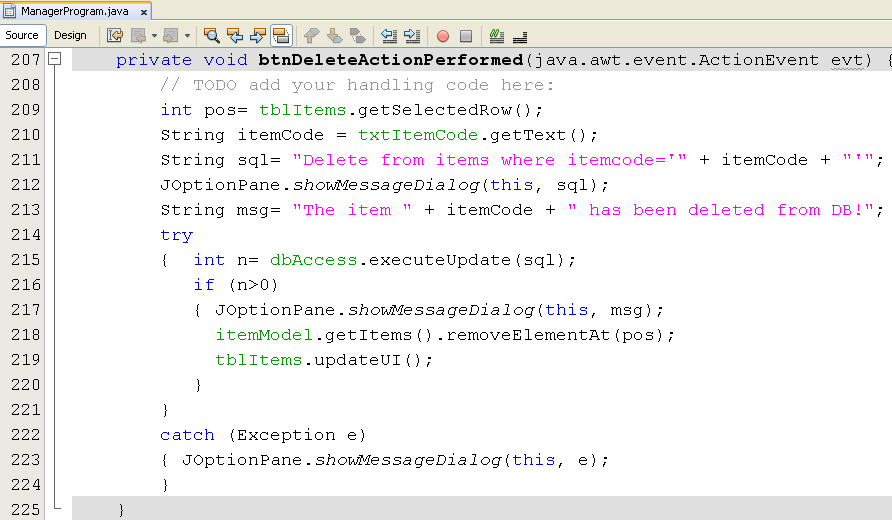 ManagerProgram.java x
Source Design
207 private void btnDeleteActionPerformed(java.awt.event.ActionEvent evt) {
208 // TODO add your handling code here:
209 int pos= tblItems.getSelectedRow();
210 String itemCode = txtItemCode.getText();
211 String sql= "Delete from items where itemcode='" + itemCode + "'";
212 JOptionPane.showMessageDialog(this, sql);
213 String msg= "The item " + itemCode + " has been deleted from DB!";
214 try
215 { int n= dbAccess.executeUpdate(sql);
216 if (n>0)
217 { JOptionPane.showMessageDialog(this, msg);
218 itemModel.getItems().removeElementAt(pos);
219 tblItems.updateUI();
220 }
221 }
222 catch (Exception e)
223 { JOptionPane.showMessageDialog(this, e);
224 }
225 }